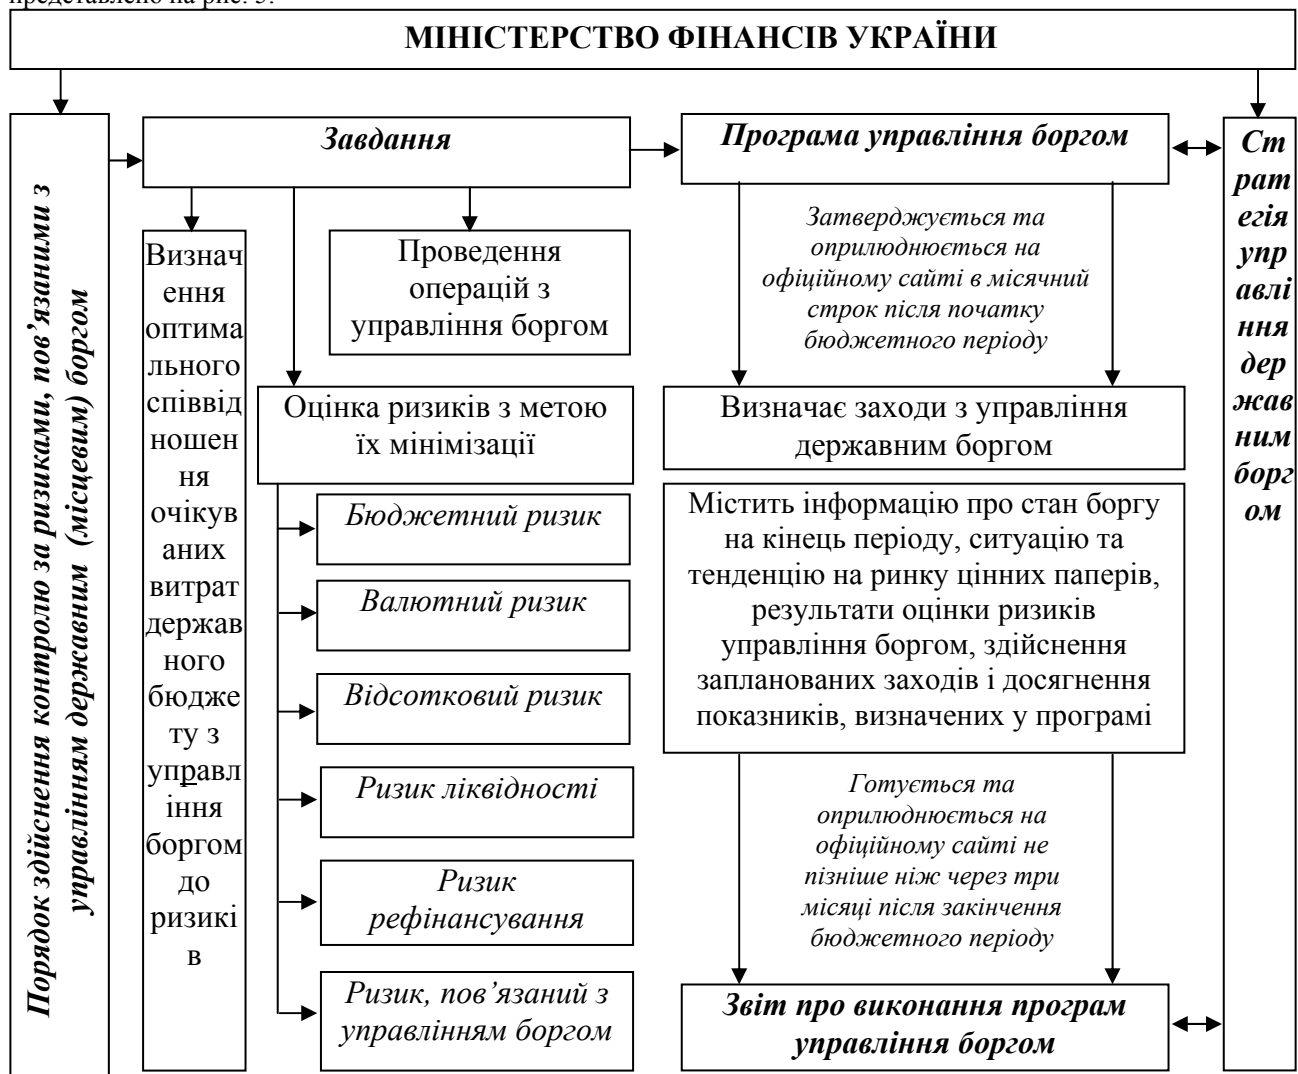 представлено на рис. 3.
МІНІСТЕРСТВО ФІНАНСІВ УКРАЇНИ
Порядок здійснення контролю за ризиками, пов’язаними з
управлінням державним (місцевим) боргом
Завдання
Визнач
ення
оптима
льного
співвід
ношен
ня
очікув
аних
витрат
держав
ного
бюдже
ту з
управл
іння
боргом
до
ризикі
в
Проведення
операцій з
управління боргом
Оцінка ризиків з метою
їх мінімізації
Бюджетний ризик
Валютний ризик
Відсотковий ризик
Ризик ліквідності
Ризик
рефінансування
Ризик, пов’язаний з
управлінням боргом
Програма управління боргом
Затверджується та
оприлюднюється на
офіційному сайті в місячний
строк після початку
бюджетного періоду
Визначає заходи з управління
державним боргом
Містить інформацію про стан боргу
на кінець періоду, ситуацію та
тенденцію на ринку цінних паперів,
результати оцінки ризиків
управління боргом, здійснення
запланованих заходів і досягнення
показників, визначених у програмі
Готується та
оприлюднюється на
офіційному сайті не
пізніше ніж через три
місяці після закінчення
бюджетного періоду
Звіт про виконання програм
управління боргом
Ст
рат
егія
упр
авлі
ння
дер
жав
ним
борг
ом